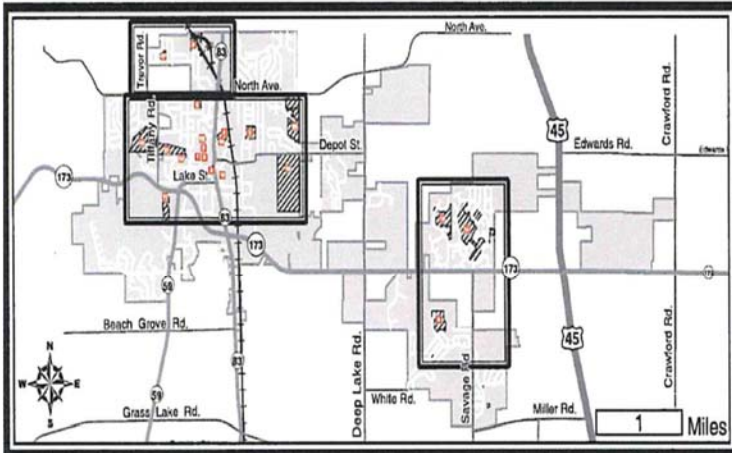 North Ave.
Trevor Rd.
83
North Ave.
Tiffany Rd.
Depot St.
Lake St.
173
83
173
59
Beach Grove Rd.
59
83
Grass Lake Rd.
Deep Lake Rd.
White Rd.
Savage Rd
Miller Rd.
173
45
45
Edwards Rd.
Edwards
Crawford Rd.
Crawford Rd.
N
W
E
S
1
Miles